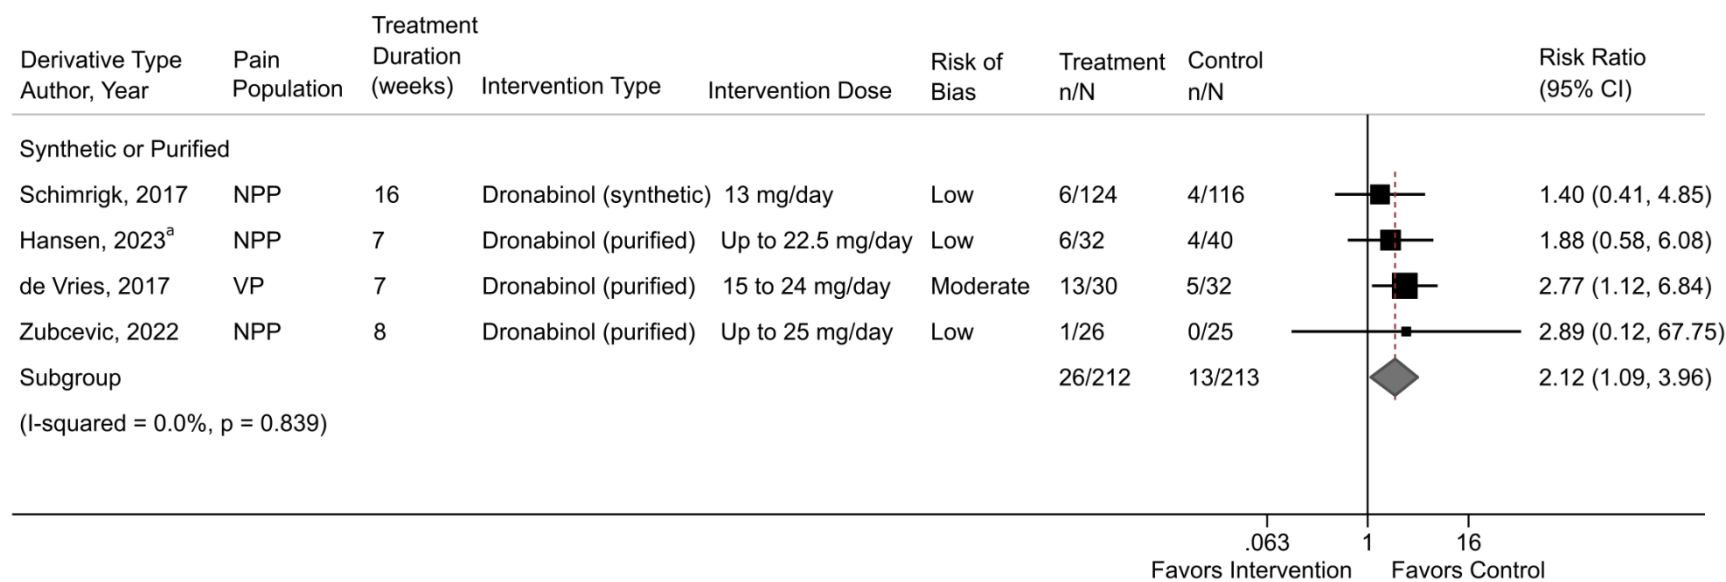 Treatment
Derivative Type Pain Duration Risk of Treatment Control Risk Ratio
Author, Year Population (weeks) Intervention Type Intervention Dose Bias n/N n/N (95% CI)
Synthetic or Purified
Schimrigk, 2017 NPP 16 Dronabinol (synthetic) 13 mg/day Low 6/124 4/116 1.40 (0.41, 4.85)
Hansen, 2023a NPP 7 Dronabinol (purified) Up to 22.5 mg/day Low 6/32 4/40 1.88 (0.58, 6.08)
de Vries, 2017 VP 7 Dronabinol (purified) 15 to 24 mg/day Moderate 13/30 5/32 2.77 (1.12, 6.84)
Zubcevic, 2022 NPP 8 Dronabinol (purified) Up to 25 mg/day Low 1/26 0/25 2.89 (0.12, 67.75)
Subgroup 26/212 13/213 2.12 (1.09, 3.96)
(I-squared = 0.0%, p = 0.839)
.063 1 16
Favors Intervention Favors Control